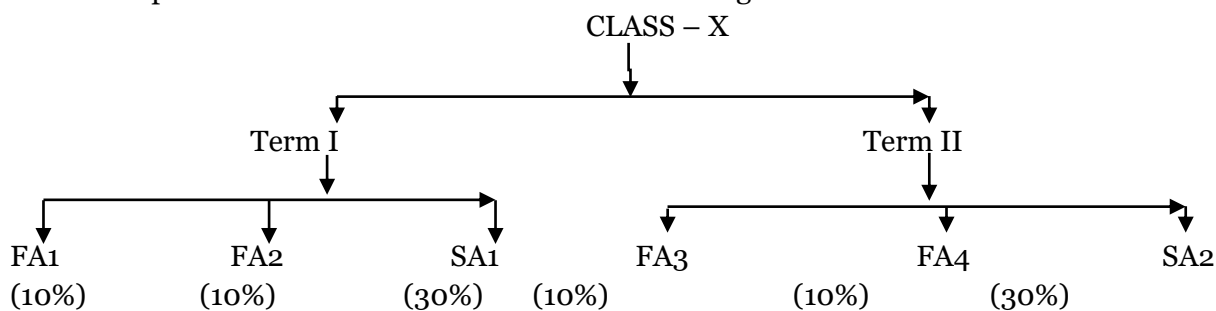 CLASS – X
Term I Term II
FA1 FA2 SA1 FA3 FA4 SA2
(10%) (10%) (30%) (10%) (10%) (30%)